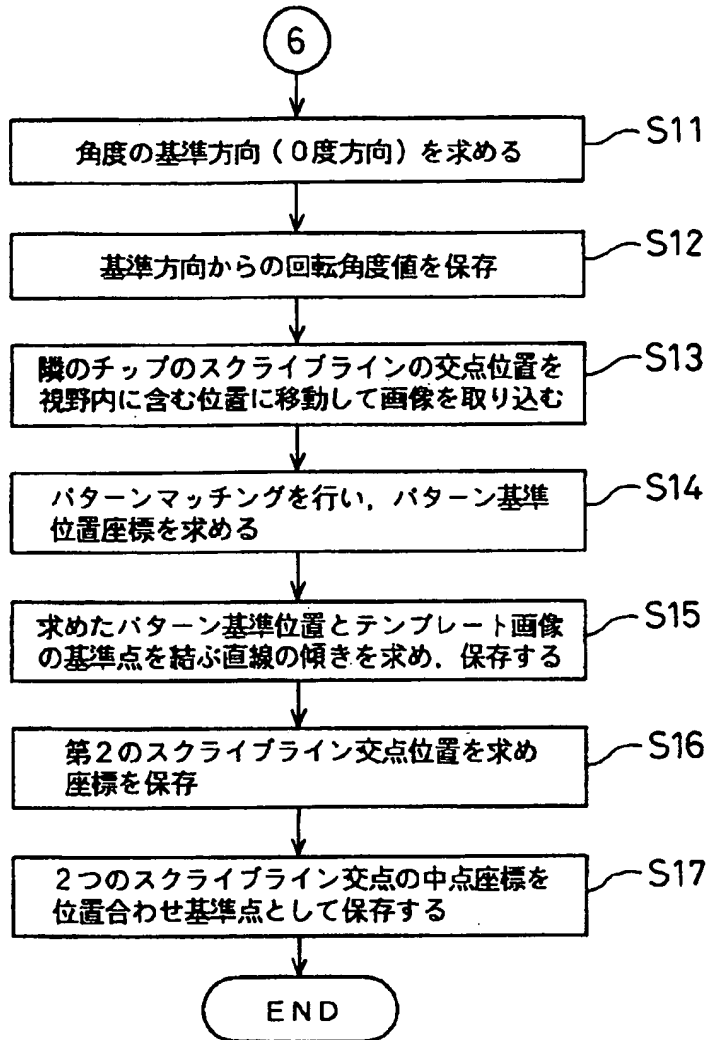 6
角度の基準方向(０度方向)を求める
S11
基準方向からの回転角度値を保存
S12
隣のチップのスクライブラインの交点位置を
視野内に含む位置に移動して画像を取り込む
S13
パターンマッチングを行い，パターン基準
位置座標を求める
S14
求めたパターン基準位置とテンプレート画像
の基準点を結ぶ直線の傾きを求め，保存する
S15
第２のスクライブライン交点位置を求め
座標を保存
S16
２つのスクライブライン交点の中点座標を
位置合わせ基準点として保存する
S17
END